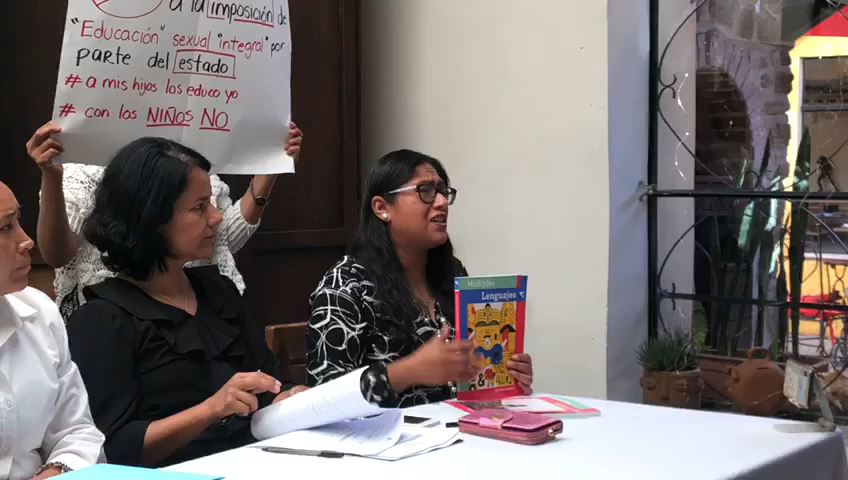 a la imposición de
"Educación" sexual "integral" por
parte del estado
# a mis hijos los educo yo
# con los NIÑOS NO
Múltiples
Lenguajes